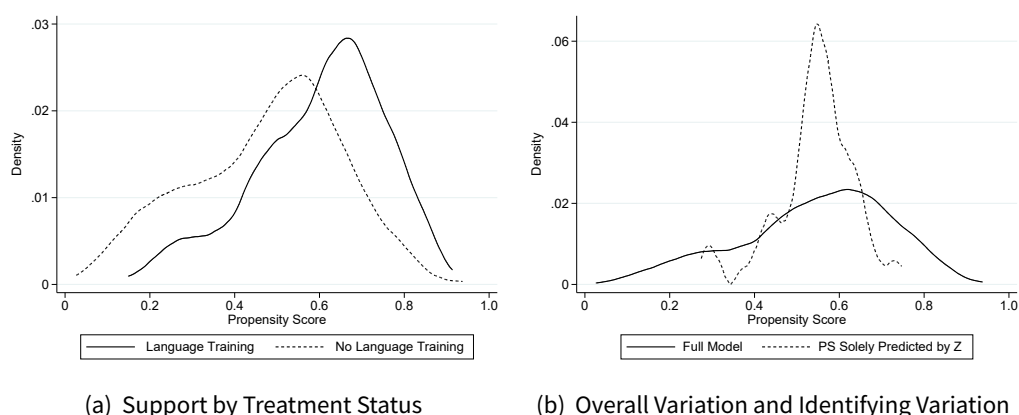 .03
.02
.01
0
Density
0 0.2 0.4 0.6 0.8 1.0
Propensity Score
Language Training No Language Training
(a) Support by Treatment Status
.06
.04
.02
0
Density
0 0.2 0.4 0.6 0.8 1.0
Propensity Score
Full Model PS Solely Predicted by Z
(b) Overall Variation and Identifying Variation